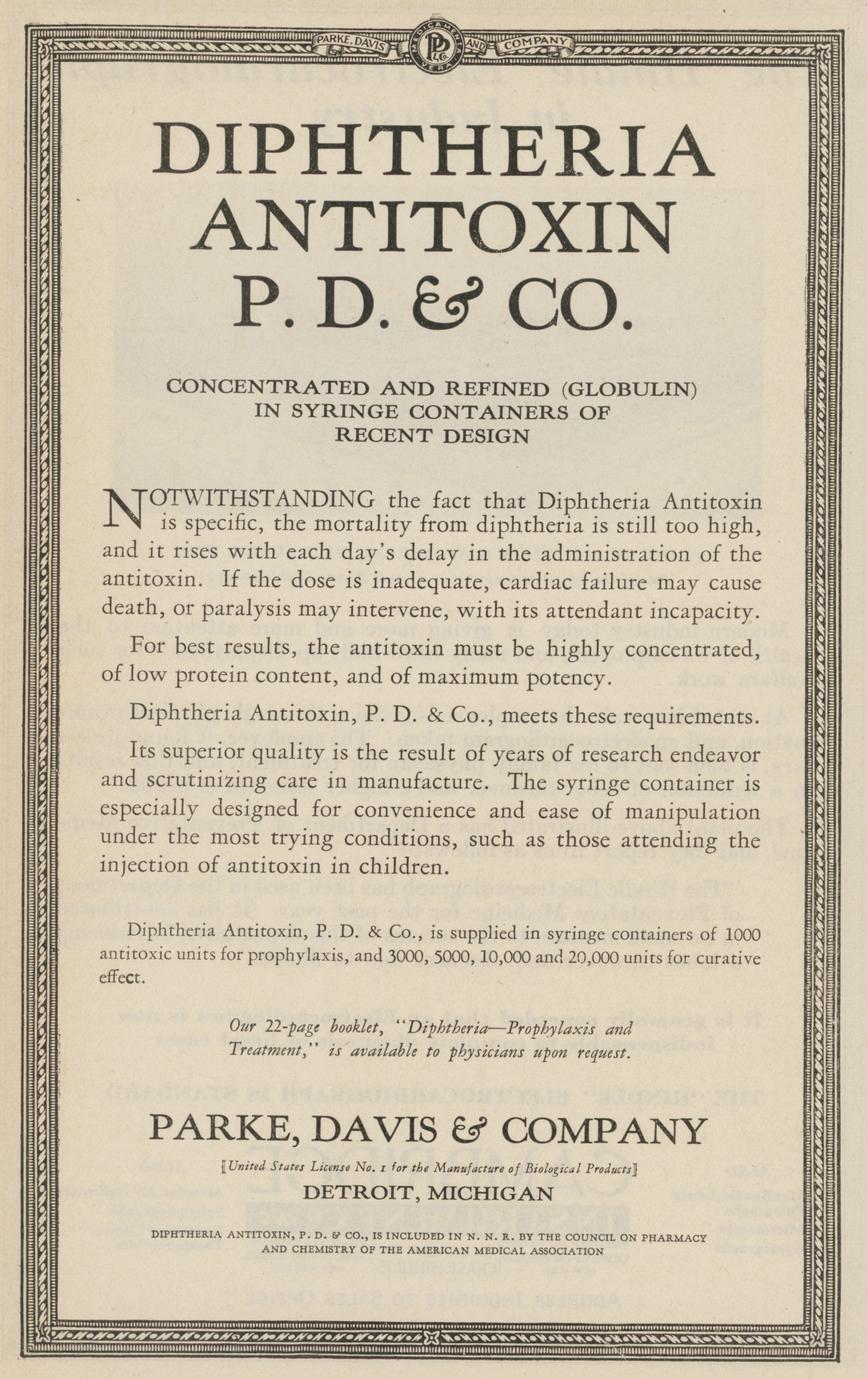 PARKE, DAVIS AND COMPANY
MEDICAMENTA VERA
DIPHTHERIA
ANTITOXIN
P. D. & CO.
CONCENTRATED AND REFINED (GLOBULIN)
IN SYRINGE CONTAINERS OF
RECENT DESIGN
NOTWITHSTANDING the fact that Diphtheria Antitoxin
is specific, the mortality from diphtheria is still too high,
and it rises with each day's delay in the administration of the
antitoxin. If the dose is inadequate, cardiac failure may cause
death, or paralysis may intervene, with its attendant incapacity.
For best results, the antitoxin must be highly concentrated,
of low protein content, and of maximum potency.
Diphtheria Antitoxin, P. D. & Co., meets these requirements.
Its superior quality is the result of years of research endeavor
and scrutinizing care in manufacture. The syringe container is
especially designed for convenience and ease of manipulation
under the most trying conditions, such as those attending the
injection of antitoxin in children.
Diphtheria Antitoxin, P. D. & Co., is supplied in syringe containers of 1000
antitoxic units for prophylaxis, and 3000, 5000, 10,000 and 20,000 units for curative
effect.
Our 22-page booklet, "Diphtheria—Prophylaxis and
Treatment," is available to physicians upon request.
PARKE, DAVIS & COMPANY
[United States License No. 1 for the Manufacture of Biological Products]
DETROIT, MICHIGAN
DIPHTHERIA ANTITOXIN, P. D. & CO., IS INCLUDED IN N. N. R. BY THE COUNCIL ON PHARMACY
AND CHEMISTRY OF THE AMERICAN MEDICAL ASSOCIATION